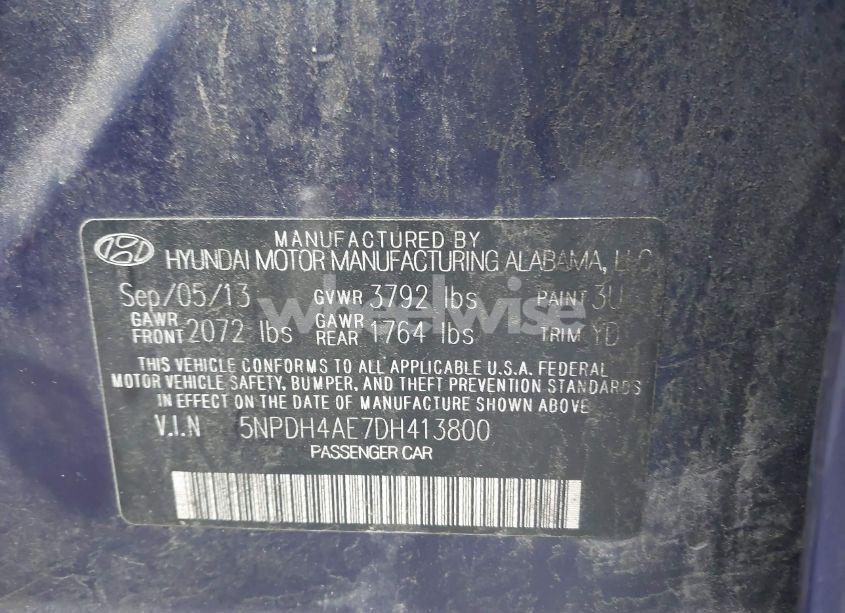 MANUFACTURED BY
HYUNDAI MOTOR MANUFACTURING ALABAMA, LLC
Sep/05/13 GVWR 3792 lbs PAINT 3U
GAWR FRONT 2072 lbs GAWR REAR 1764 lbs TRIM YD
THIS VEHICLE CONFORMS TO ALL APPLICABLE U.S.A. FEDERAL
MOTOR VEHICLE SAFETY, BUMPER, AND THEFT PREVENTION STANDARDS
IN EFFECT ON THE DATE OF MANUFACTURE SHOWN ABOVE
V.I.N 5NPDH4AE7DH413800
PASSENGER CAR
wheelwise